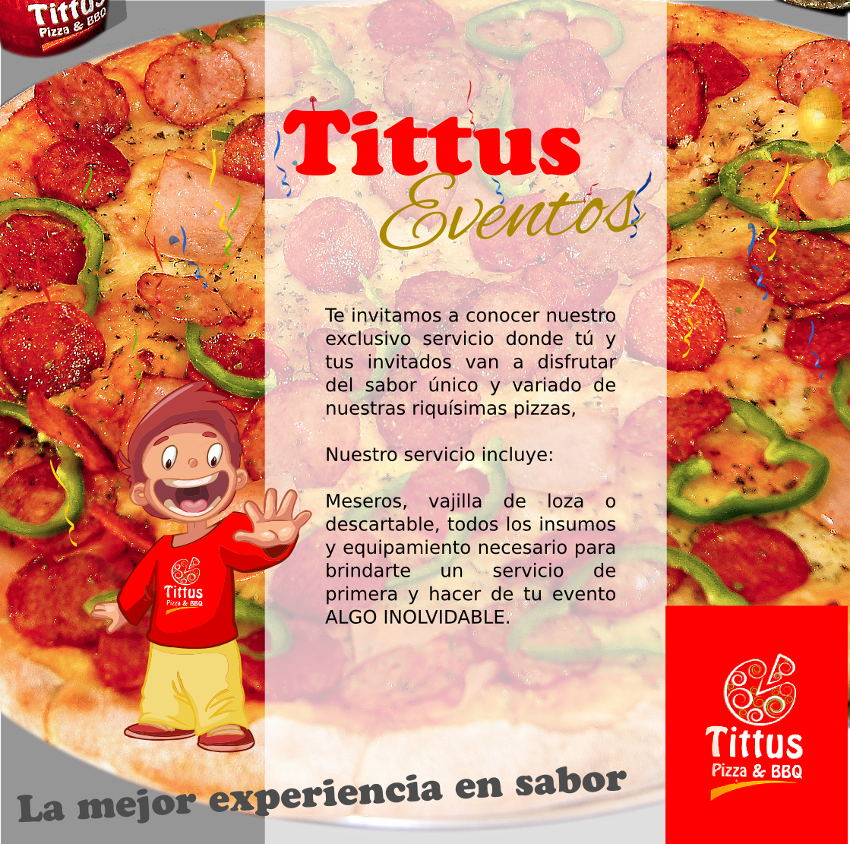 Tittus
Pizza & BBQ
Tittus
Eventos
Te invitamos a conocer nuestro
exclusivo servicio donde tú y
tus invitados van a disfrutar
del sabor único y variado de
nuestras riquísimas pizzas,
Nuestro servicio incluye:
Meseros, vajilla de loza o
descartable, todos los insumos
y equipamiento necesario para
brindarte un servicio de
primera y hacer de tu evento
ALGO INOLVIDABLE.
Tittus
Pizza & BBQ
Tittus
Pizza & BBQ
La mejor experiencia en sabor